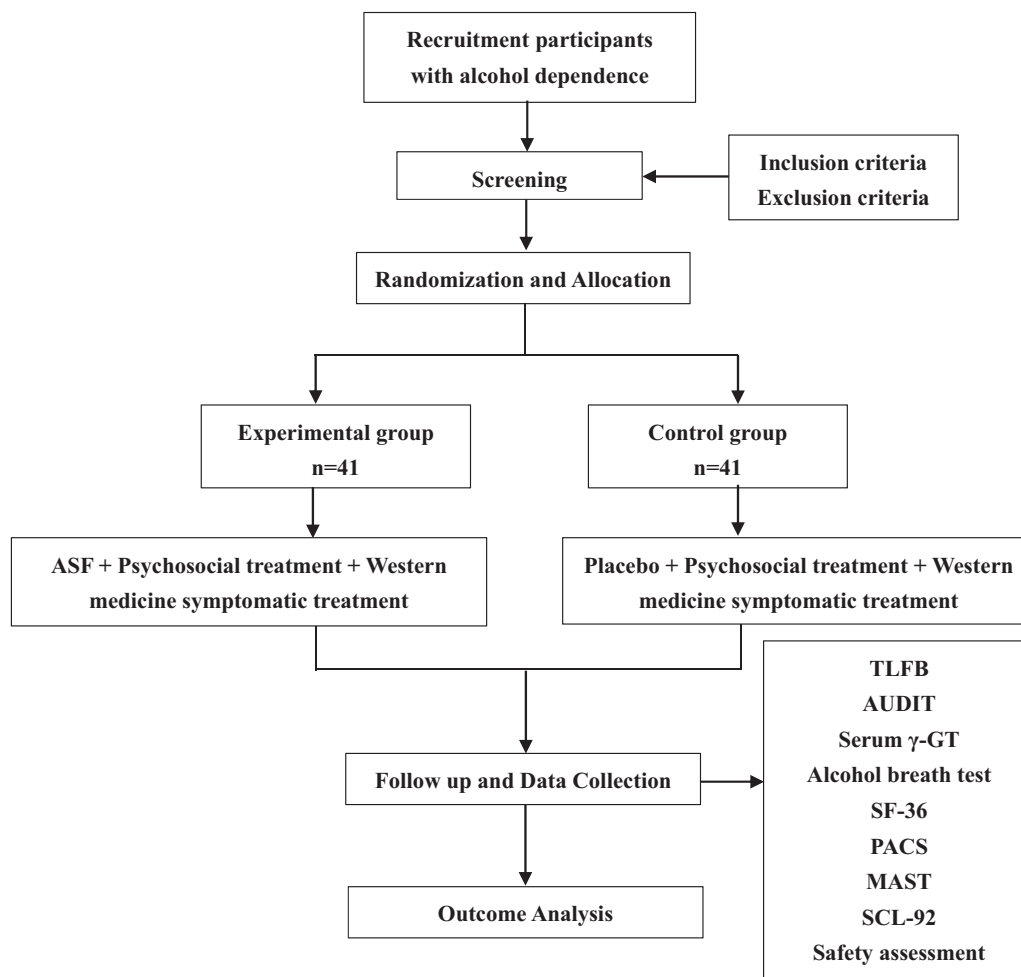 Recruitment participants
with alcohol dependence
Screening
Inclusion criteria
Exclusion criteria
Randomization and Allocation
Experimental group
n=41
Control group
n=41
ASF + Psychosocial treatment + Western
medicine symptomatic treatment
Placebo + Psychosocial treatment + Western
medicine symptomatic treatment
Follow up and Data Collection
TLFB
AUDIT
Serum γ-GT
Alcohol breath test
SF-36
PACS
MAST
SCL-92
Safety assessment
Outcome Analysis